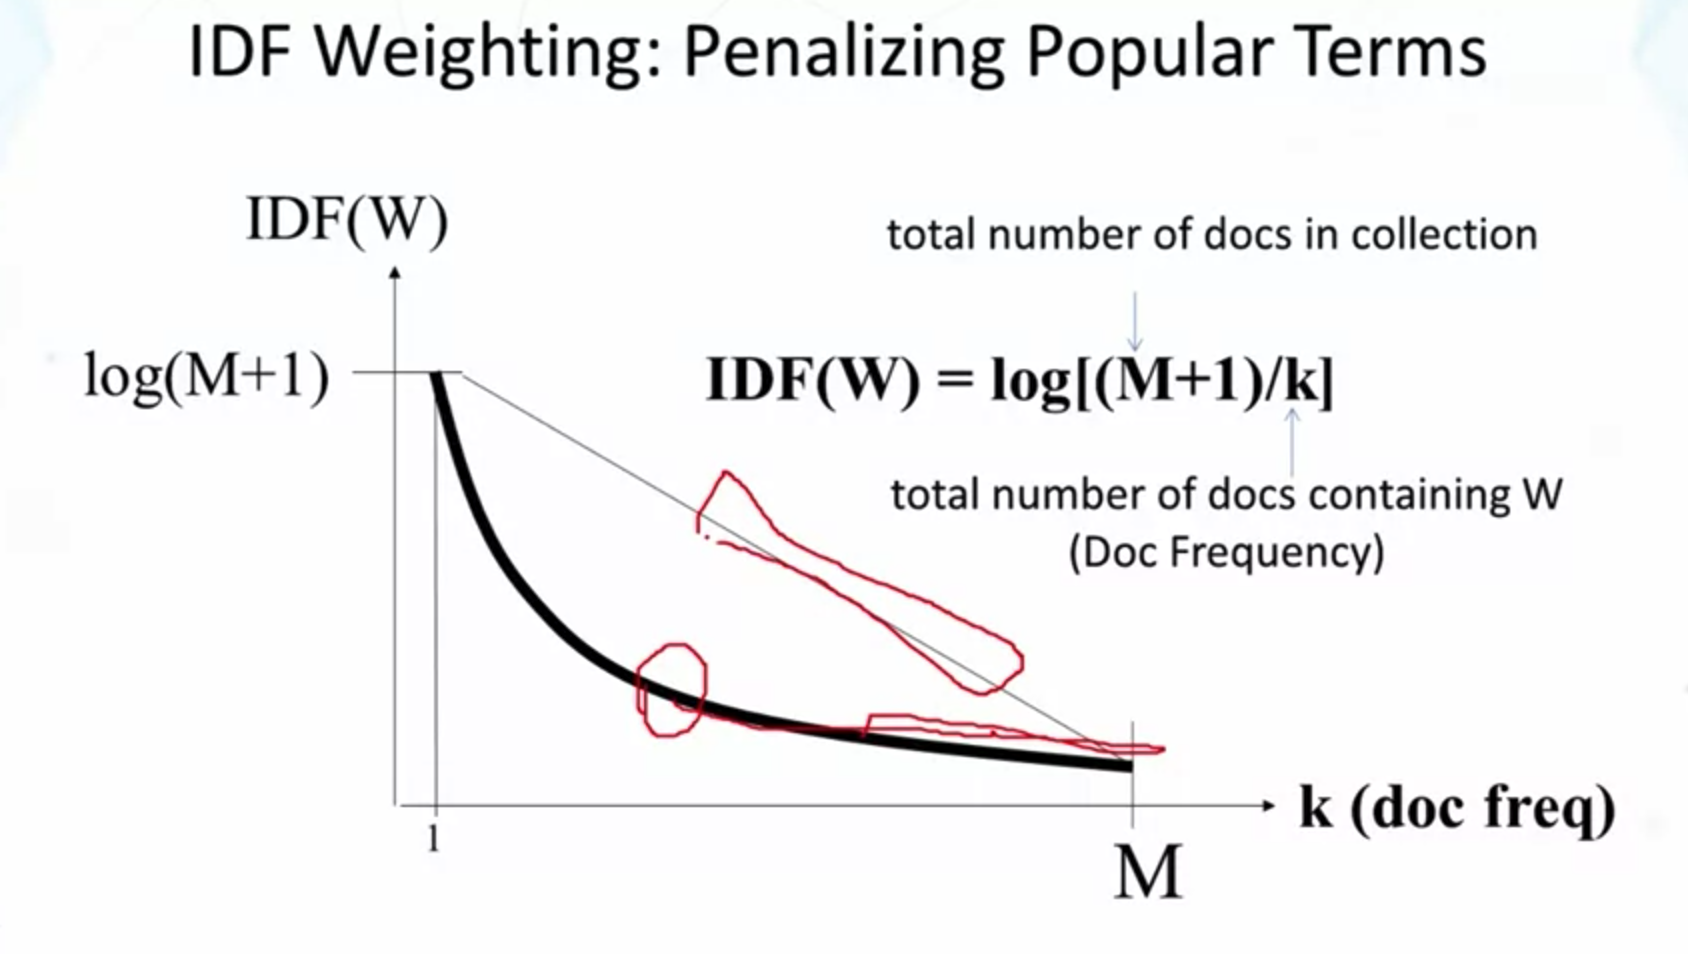 IDF Weighting: Penalizing Popular Terms
IDF(W)
total number of docs in collection
log(M+1)
IDF(W) = log[(M+1)/k]
total number of docs containing W
(Doc Frequency)
k (doc freq)
1
M